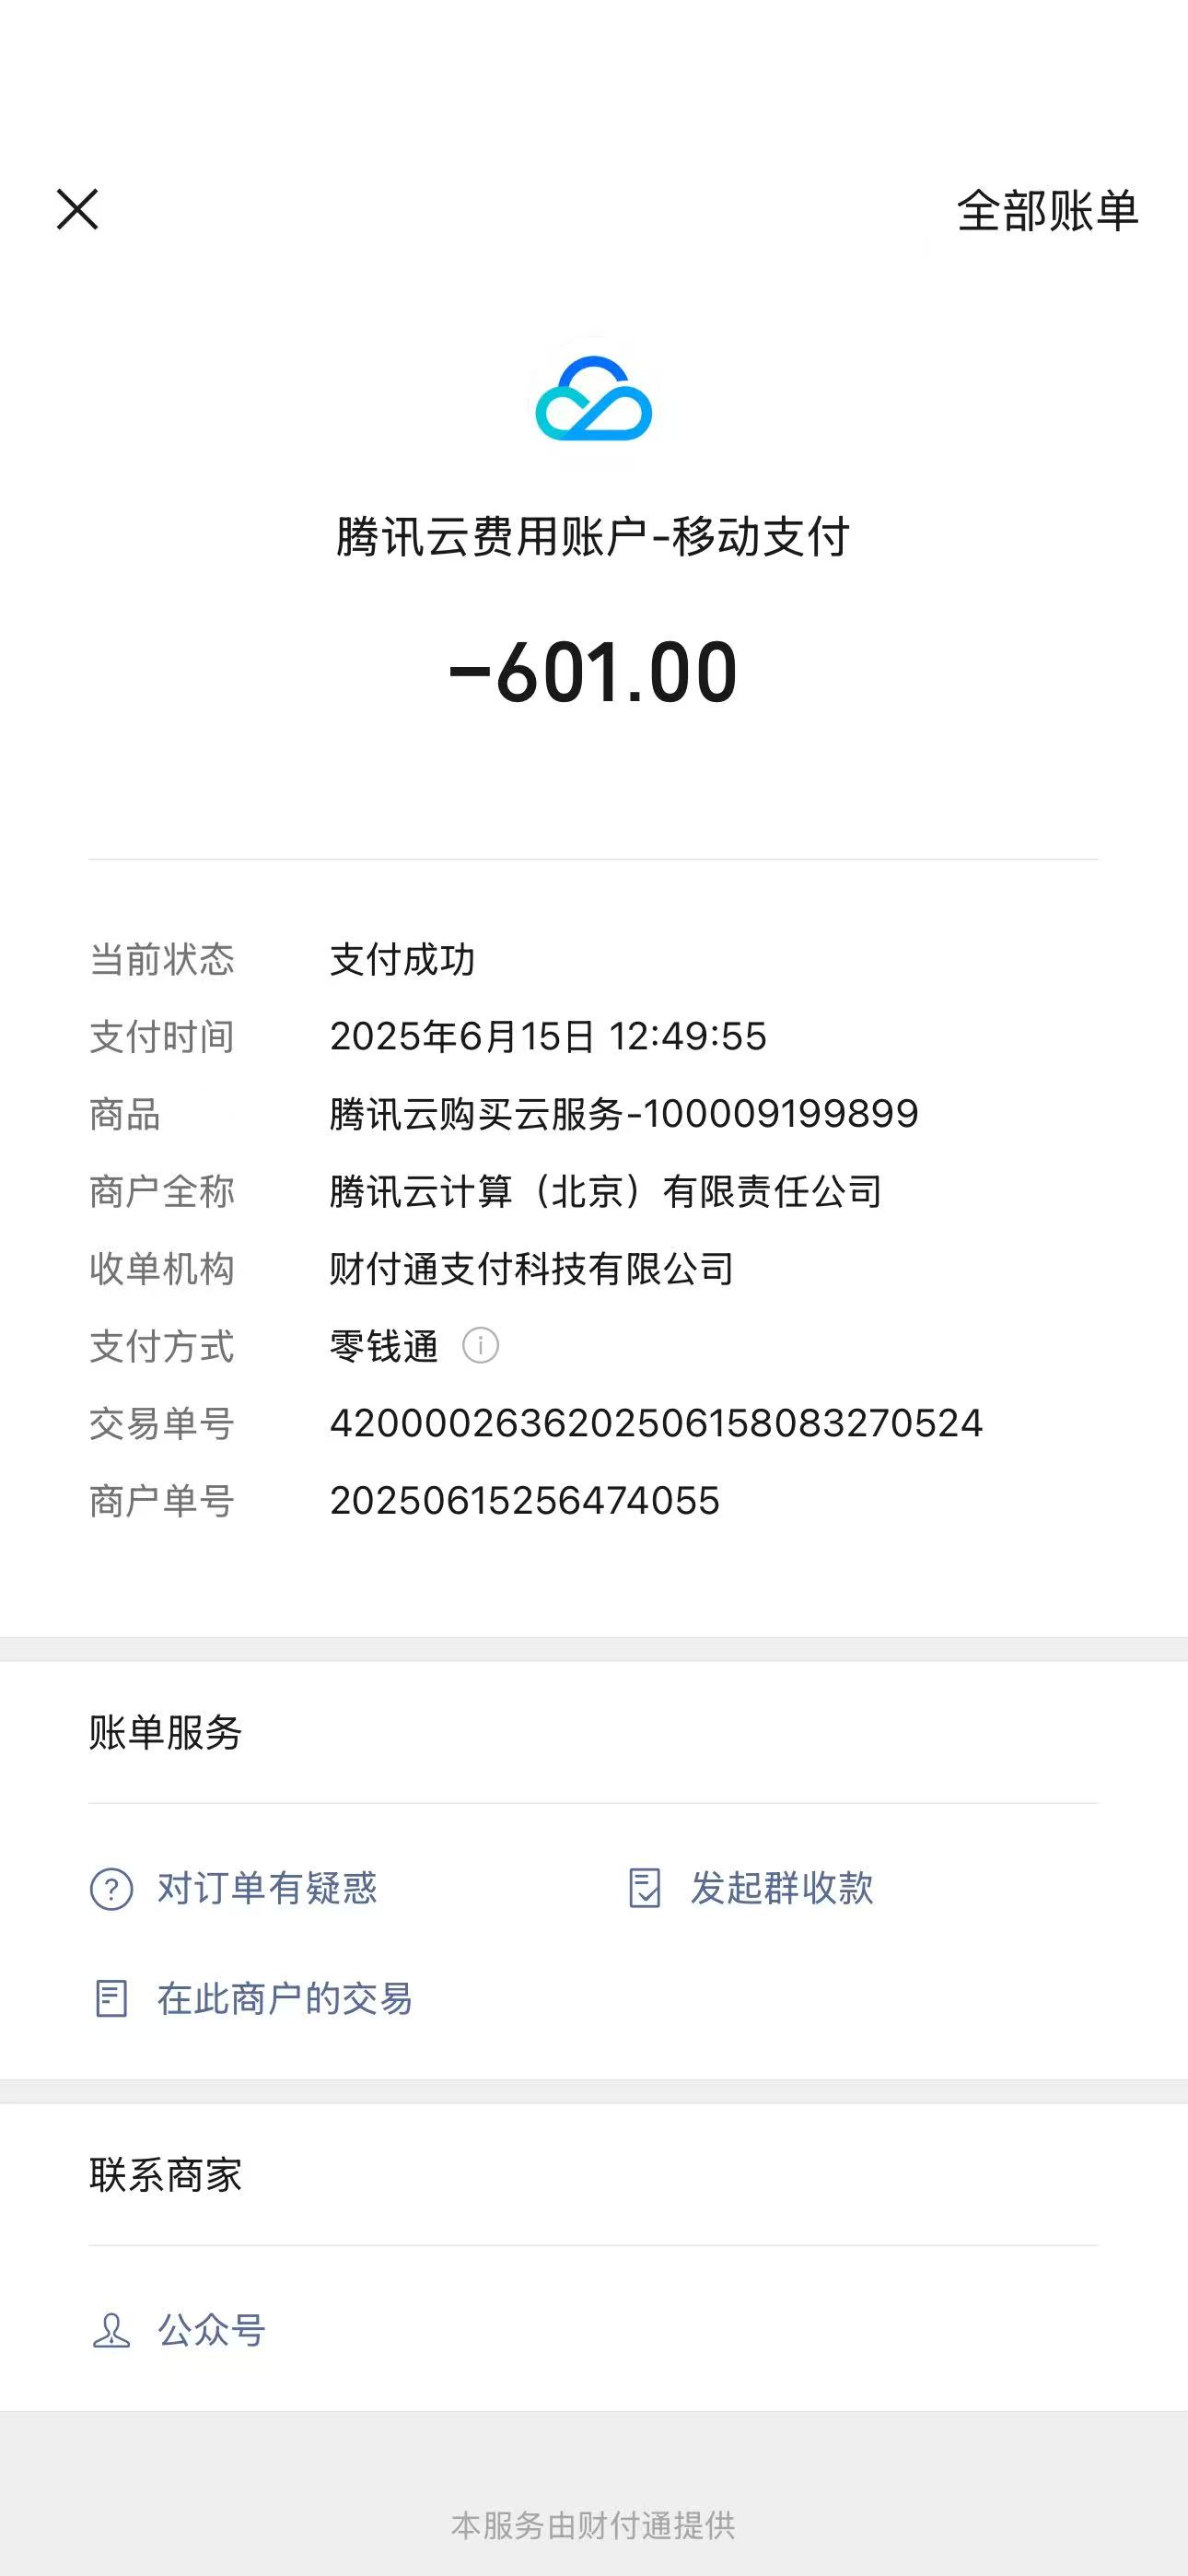 全部账单
腾讯云费用账户-移动支付
-601.00
当前状态 支付成功
支付时间 2025年6月15日 12:49:55
商品 腾讯云购买云服务-100009199899
商户全称 腾讯云计算（北京）有限责任公司
收单机构 财付通支付科技有限公司
支付方式 零钱通
交易单号 4200002636202506158083270524
商户单号 20250615256474055
账单服务
对订单有疑惑 发起群收款
在此商户的交易
联系商家
公众号
本服务由财付通提供